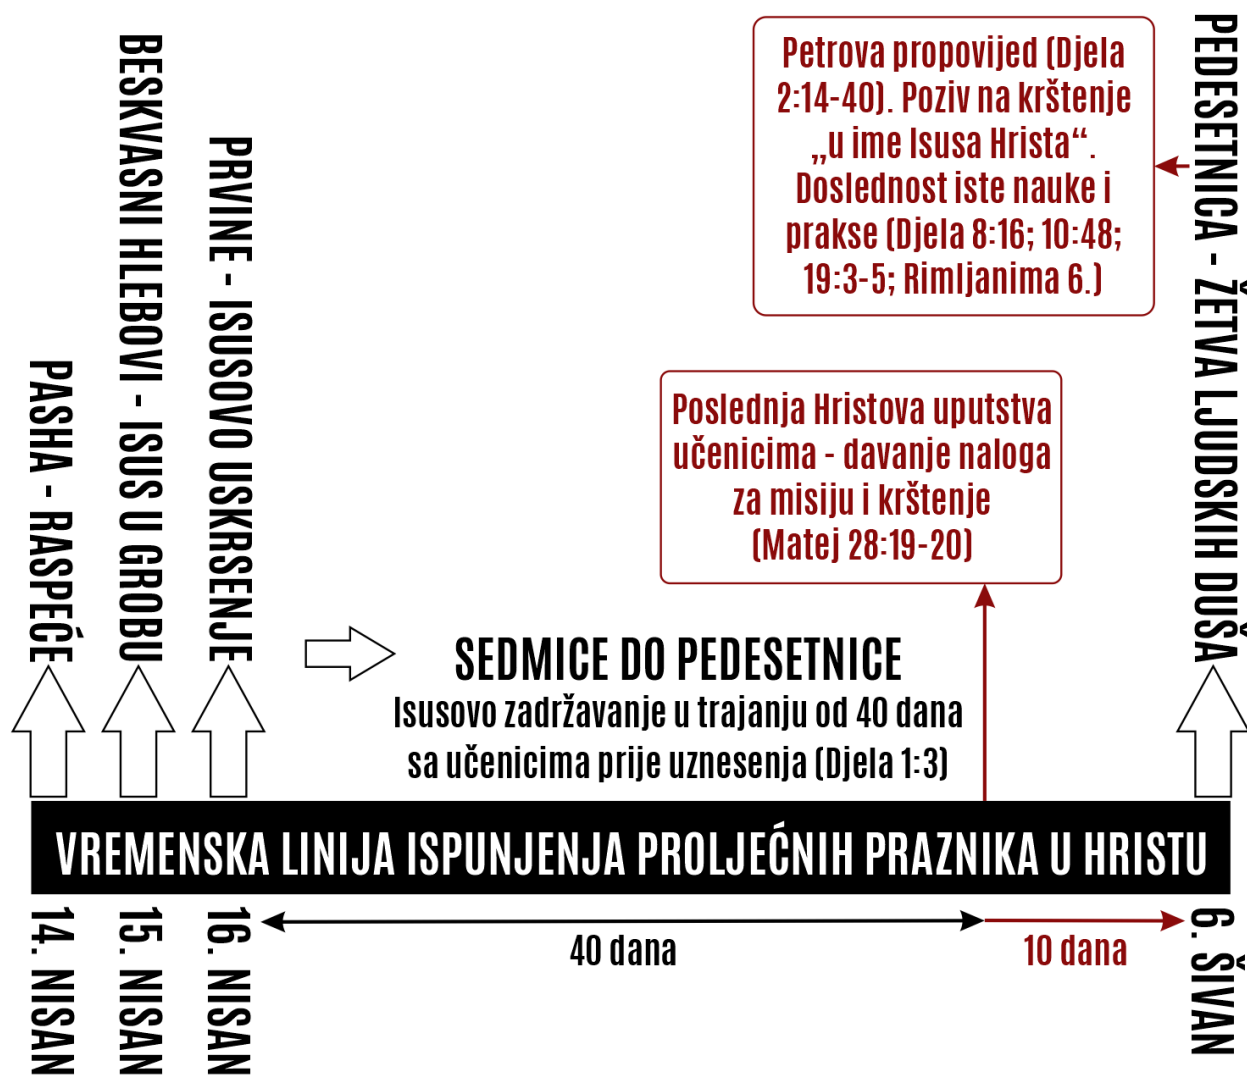 PASHA - RASPEĆE
BESKVASNI HLEBOVI - ISUS U GROBU
PRVINE - ISUSOVO USKRSENJE
Petrova propovijed (Djela
2:14-40). Poziv na krštenje
„u ime Isusa Hrista“.
Doslednost iste nauke i
prakse (Djela 8:16; 10:48;
19:3-5; Rimljanima 6.)
PEDESETNICA - ŽETVA LJUDSKIH DUŠA
Poslednja Hristova uputstva
učenicima - davanje naloga
za misiju i krštenje
(Matej 28:19-20)
SEDMICE DO PEDESETNICE
Isusovo zadržavanje u trajanju od 40 dana
sa učenicima prije uznesenja (Djela 1:3)
VREMENSKA LINIJA ISPUNJENJA PROLJEĆNIH PRAZNIKA U HRISTU
14. NISAN
15. NISAN
16. NISAN
40 dana
10 dana
6. ŠIVAN